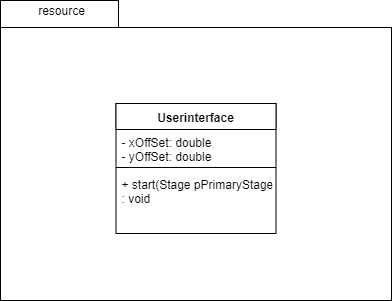 resource
Userinterface
- xOffSet: double
- yOffSet: double
+ start(Stage pPrimaryStage
: void